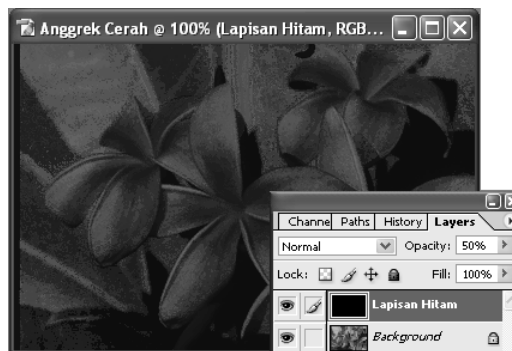 Anggrek Cerah @ 100% (Lapisan Hitam, RGB...
Channe Paths History Layers
Normal Opacity: 50%
Lock: Fill: 100%
Lapisan Hitam
Background